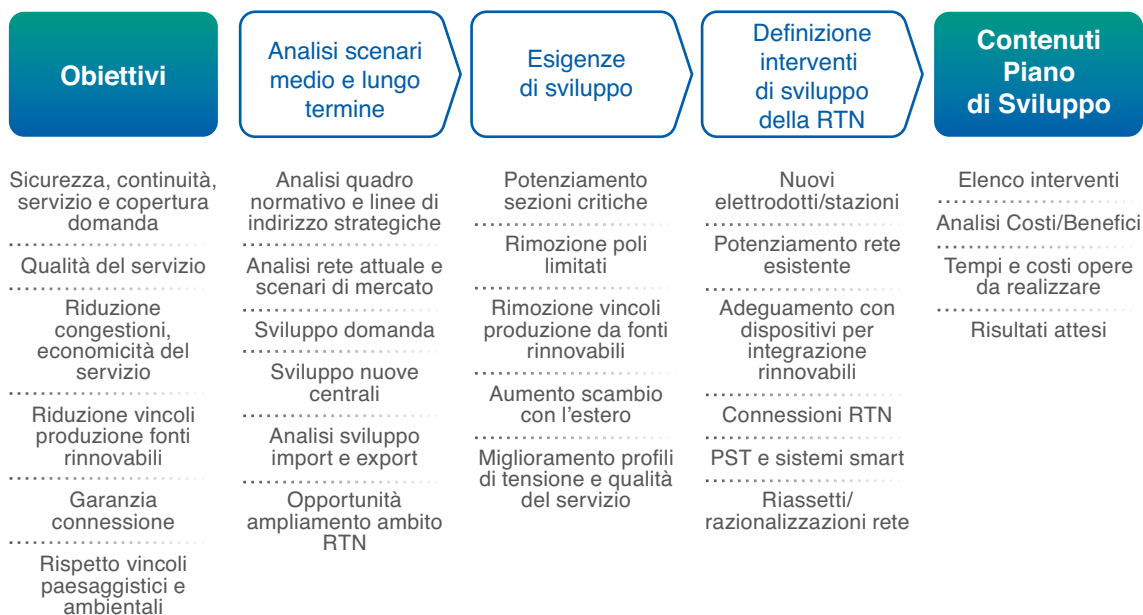 Obiettivi
Sicurezza, continuità,
servizio e copertura
domanda
Qualità del servizio
Riduzione
congestioni,
economicità del
servizio
Riduzione vincoli
produzione fonti
rinnovabili
Garanzia
connessione
Rispetto vincoli
paesaggistici e
ambientali
Analisi scenari
medio e lungo
termine
Analisi quadro
normativo e linee di
indirizzo strategiche
Analisi rete attuale e
scenari di mercato
Sviluppo domanda
Sviluppo nuove
centrali
Analisi sviluppo
import e export
Opportunità
ampliamento ambito
RTN
Esigenze
di sviluppo
Potenziamento
sezioni critiche
Rimozione poli
limitati
Rimozione vincoli
produzione da fonti
rinnovabili
Aumento scambio
con l'estero
Miglioramento profili
di tensione e qualità
del servizio
Definizione
interventi
di sviluppo
della RTN
Nuovi
elettrodotti/stazioni
Potenziamento rete
esistente
Adeguamento con
dispositivi per
integrazione
rinnovabili
Connessioni RTN
PST e sistemi smart
Riassetti/
razionalizzazioni rete
Contenuti
Piano
di Sviluppo
Elenco interventi
Analisi Costi/Benefici
Tempi e costi opere
da realizzare
Risultati attesi